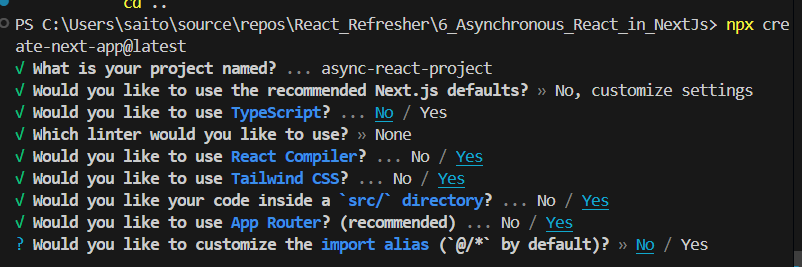 cd ..
PS C:\Users\saito\source\repos\React_Refresher\6_Asynchronous_React_in_NextJs> npx cre
ate-next-app@latest
√ What is your project named? ... async-react-project
√ Would you like to use the recommended Next.js defaults? » No, customize settings
√ Would you like to use TypeScript? ... No / Yes
√ Which linter would you like to use? » None
√ Would you like to use React Compiler? ... No / Yes
√ Would you like to use Tailwind CSS? ... No / Yes
√ Would you like your code inside a `src/` directory? ... No / Yes
√ Would you like to use App Router? (recommended) ... No / Yes
? Would you like to customize the import alias (`@/*` by default)? » No / Yes